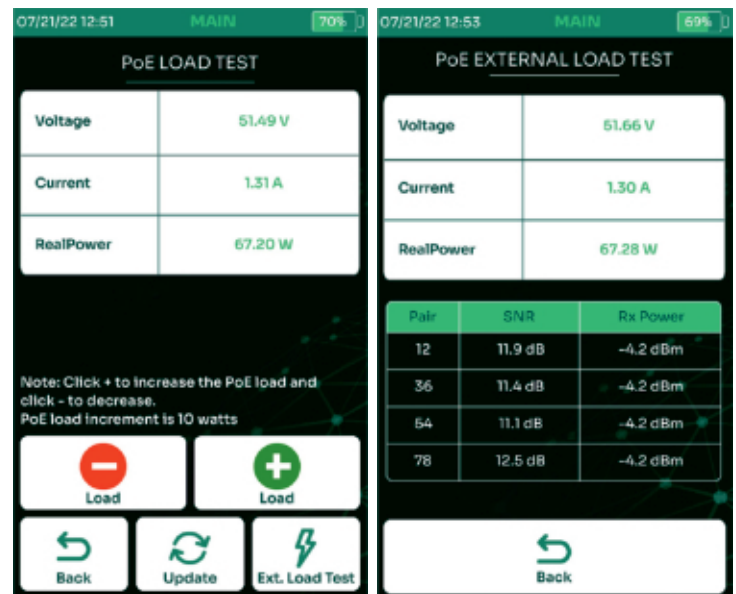 07/21/22 12:51 MAIN 70%
PoE LOAD TEST
Voltage 51.49 V
Current 1.31 A
RealPower 67.20 W
Note: Click + to increase the PoE load and
click - to decrease.
PoE load increment is 10 watts
Load Load
Back Update Ext. Load Test
07/21/22 12:53 MAIN 69%
PoE EXTERNAL LOAD TEST
Voltage 51.66 V
Current 1.30 A
RealPower 67.28 W
Pair SNR Rx Power
12 11.9 dB -4.2 dBm
36 11.4 dB -4.2 dBm
54 11.1 dB -4.2 dBm
78 12.5 dB -4.2 dBm
Back